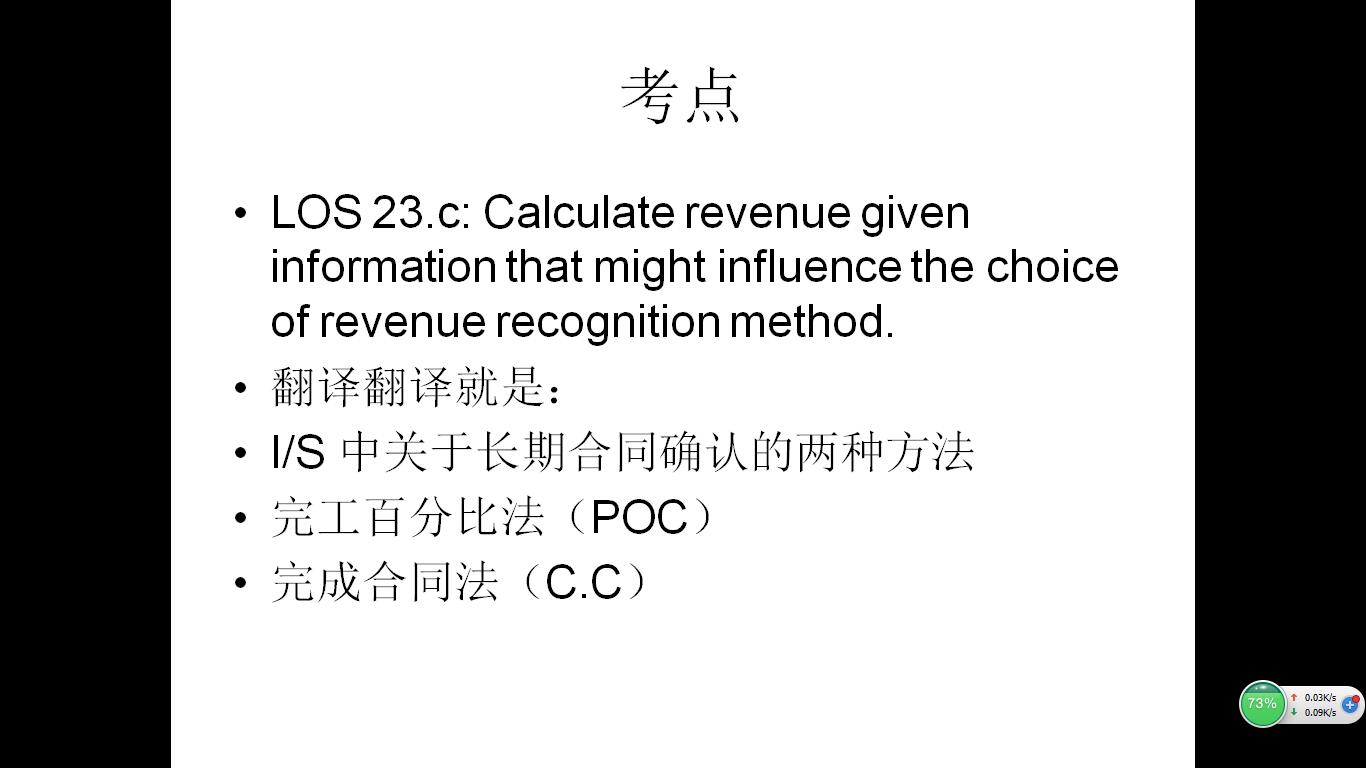 考点
• LOS 23.c: Calculate revenue given
information that might influence the choice
of revenue recognition method.
• 翻译翻译就是：
• I/S 中关于长期合同确认的两种方法
• 完工百分比法（POC）
• 完成合同法（C.C）
73%
↑ 0.03K/s
↓ 0.09K/s